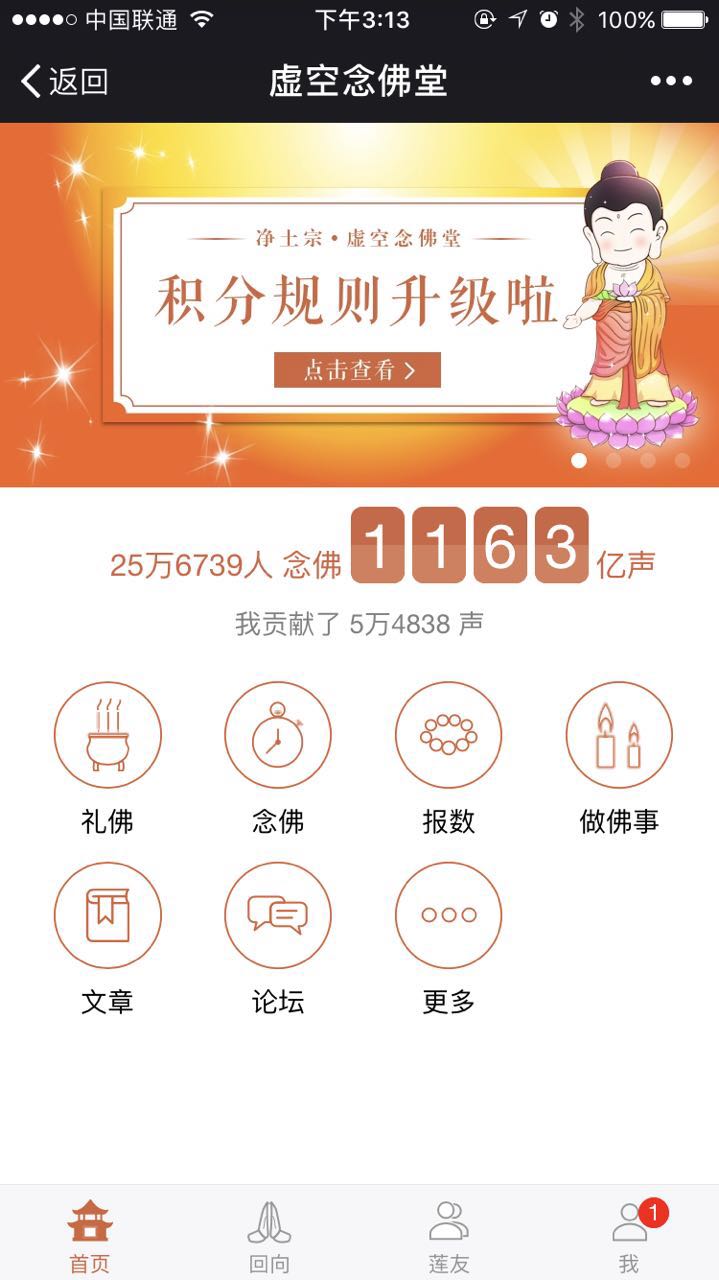 中国联通 下午3:13 100%
返回 虚空念佛堂
净土宗•虚空念佛堂
积分规则升级啦
点击查看 >
25万6739人 念佛 1163 亿声
我贡献了 5万4838 声
礼佛 念佛 报数 做佛事
文章 论坛 更多
1
首页 回向 莲友 我